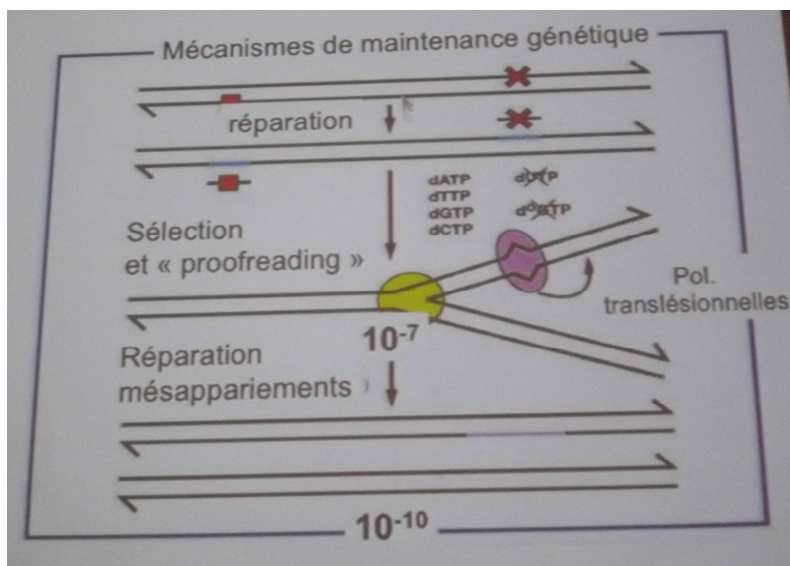 Mécanismes de maintenance génétique
réparation
dATP dUTP
dTTP
dGTP
dCTP
Sélection
et « proofreading »
Pol.
translésionnelles
10-7
Réparation
mésappariements
10-10